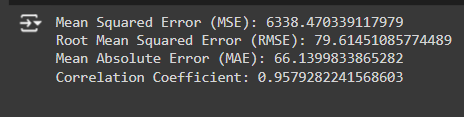 Mean Squared Error (MSE): 6338.470339117979
Root Mean Squared Error (RMSE): 79.61451085774489
Mean Absolute Error (MAE): 66.1399833865282
Correlation Coefficient: 0.9579282241568603